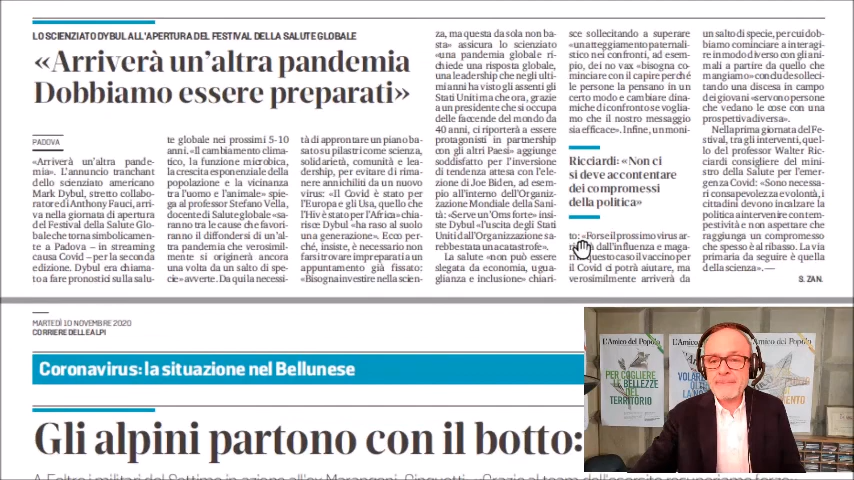 LO SCIENZIATO DYBUL ALL'APERTURA DEL FESTIVAL DELLA SALUTE GLOBALE
«Arriverà un'altra pandemia
Dobbiamo essere preparati»
PADOVA
«Arriverà un'altra pande-
mia». L'annuncio tranchant
dello scienziato americano
Mark Dybul, stretto collabo-
ratore di Anthony Fauci, arri-
va nella giornata di apertura
del Festival della Salute Glo-
bale che torna simbolicamente
a Padova – in streaming
causa Covid – per la seconda
edizione. Dybul era chiama-
to a fare pronostici sulla salu-
te globale nei prossimi 5-10
anni. «Il cambiamento clima-
tico, la funzione microbica,
la crescita esponenziale della
popolazione e la vicinanza
tra l'uomo e l'animale» spie-
ga al professor Stefano Vella,
docente di Salute globale «sa-
ranno tra le cause che favori-
ranno il diffondersi di un'al-
tra pandemia che verosimil-
mente si originerà ancora
una volta da un salto di spe-
cie» avverte. Da qui la necessi-
tà di approntare un piano ba-
sato su pilastri come scienza,
solidarietà, comunità e lea-
dership, per evitare di rima-
nere annichiliti da un nuovo
virus: «Il Covid è stato per
l'Europa e gli Usa, quello che
l'Hiv è stato per l'Africa» chia-
risce Dybul «ha raso al suolo
una generazione». Ecco per-
ché, insiste, è necessario non
farsi trovare impreparati a un
appuntamento già fissato:
«Bisogna investire nella scien-
za, ma questa da sola non ba-
sta» assicura lo scienziato
«una pandemia globale ri-
chiede una risposta globale,
una leadership che negli ulti-
mi anni ha visto gli assenti gli
Stati Uniti ma che ora, grazie
a un presidente che si occupa
delle faccende del mondo da
40 anni, ci riporterà a essere
protagonisti in partnership
con gli altri Paesi» aggiunge
soddisfatto per l'inversione
di tendenza attesa con l'ele-
zione di Joe Biden, ad esem-
pio all'interno dell'Organiz-
zazione Mondiale della Sani-
tà: «Serve un'Oms forte» insis-
te Dybul «l'uscita degli Stati
Uniti dall'Organizzazione sa-
rebbe stata una catastrofe».
La salute «non può essere
slegata da economia, ugua-
glianza e inclusione» chiari-
sce sollecitando a superare
«un atteggiamento paternali-
stico nei confronti, ad esem-
pio, dei no vax «bisogna co-
minciare con il capire perché
le persone la pensano in un
certo modo e cambiare dina-
miche di confronto se voglia-
mo che il nostro messaggio
sia efficace». Infine, un moni-
Ricciardi: «Non ci
si deve accontentare
dei compromessi
della politica»
to: «Forse il prossimo virus ar-
dall'influenza e maga-
questo caso il vaccino per
il Covid ci potrà aiutare, ma
verosimilmente arriverà da
un salto di specie, per cui dob-
biamo cominciare a interagi-
re in modo diverso con gli ani-
mali a partire da quello che
mangiamo» conclude solleci-
tando una discesa in campo
dei giovani «servono persone
che vedano le cose con una
prospettiva diversa».
Nella prima giornata del Fe-
stival, tra gli interventi, quel-
lo del professor Walter Ric-
ciardi consigliere del mini-
stro della Salute per l'emer-
genza Covid: «Sono necessa-
ri consapevolezza e volontà, i
cittadini devono incalzare la
politica a intervenire con tem-
pestività e non aspettare che
raggiunga un compromesso
che spesso è al ribasso. La via
primaria da seguire è quella
della scienza». —
S. ZAN.
MARTEDÌ 10 NOVEMBRE 2020
CORRIERE DELLE ALPI
Coronavirus: la situazione nel Bellunese
Gli alpini partono con il botto:
L'Amico del Popolo
PER COGLIERE
LE BELLEZZE
DEL
TERRITORIO